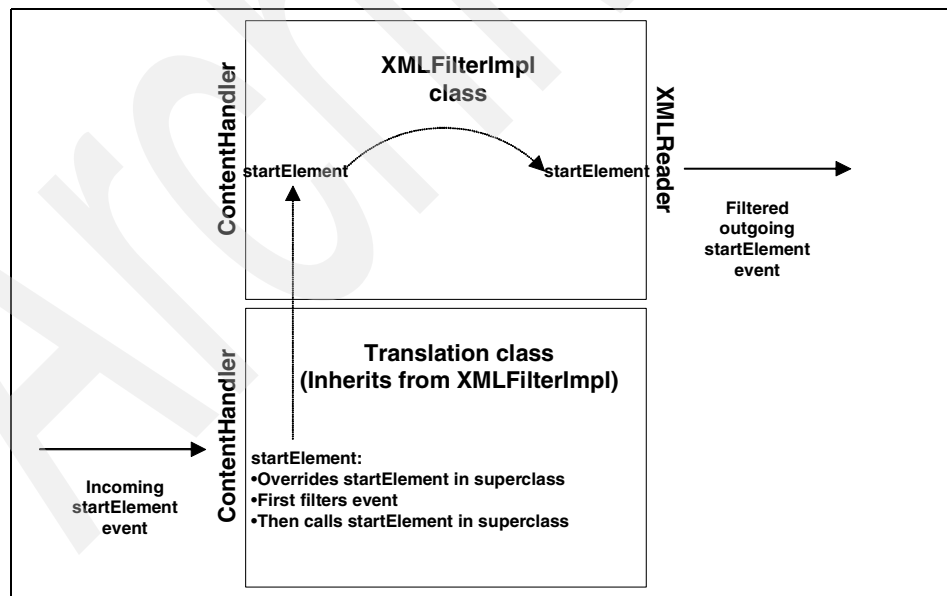 XMLFilterImpl
class
ContentHandler
XMLReader
startElement
startElement
Filtered
outgoing
startElement
event
ContentHandler
Translation class
(Inherits from XMLFilterImpl)
startElement:
•Overrides startElement in superclass
•First filters event
•Then calls startElement in superclass
Incoming
startElement
event